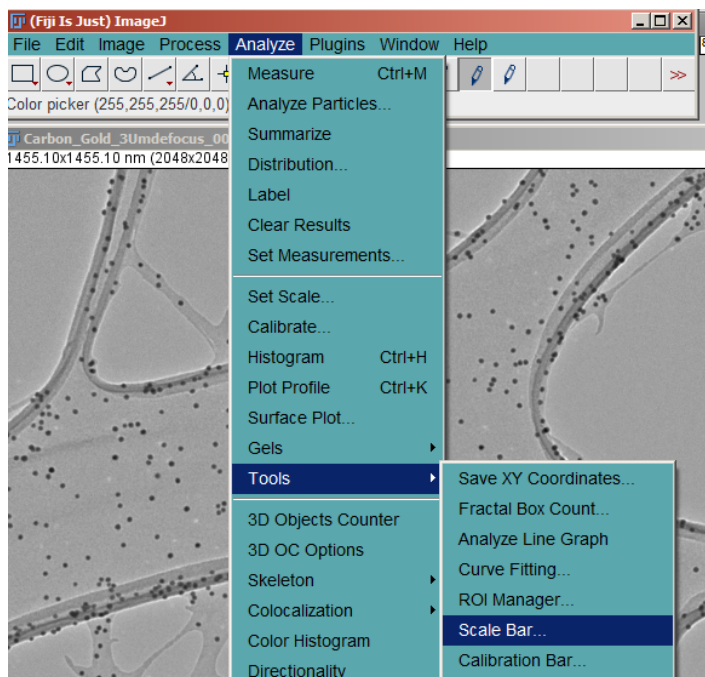 (Fiji Is Just) ImageJ
File Edit Image Process Analyze Plugins Window Help
>>
Color picker (255,255,255/0,0,0)
Carbon_Gold_3Umdefocus_00
1455.10x1455.10 nm (2048x2048
Measure Ctrl+M
Analyze Particles...
Summarize
Distribution...
Label
Clear Results
Set Measurements...
Set Scale...
Calibrate...
Histogram Ctrl+H
Plot Profile Ctrl+K
Surface Plot...
Gels
Tools
3D Objects Counter
3D OC Options
Skeleton
Colocalization
Color Histogram
Directionality
Save XY Coordinates...
Fractal Box Count...
Analyze Line Graph
Curve Fitting...
ROI Manager...
Scale Bar...
Calibration Bar...